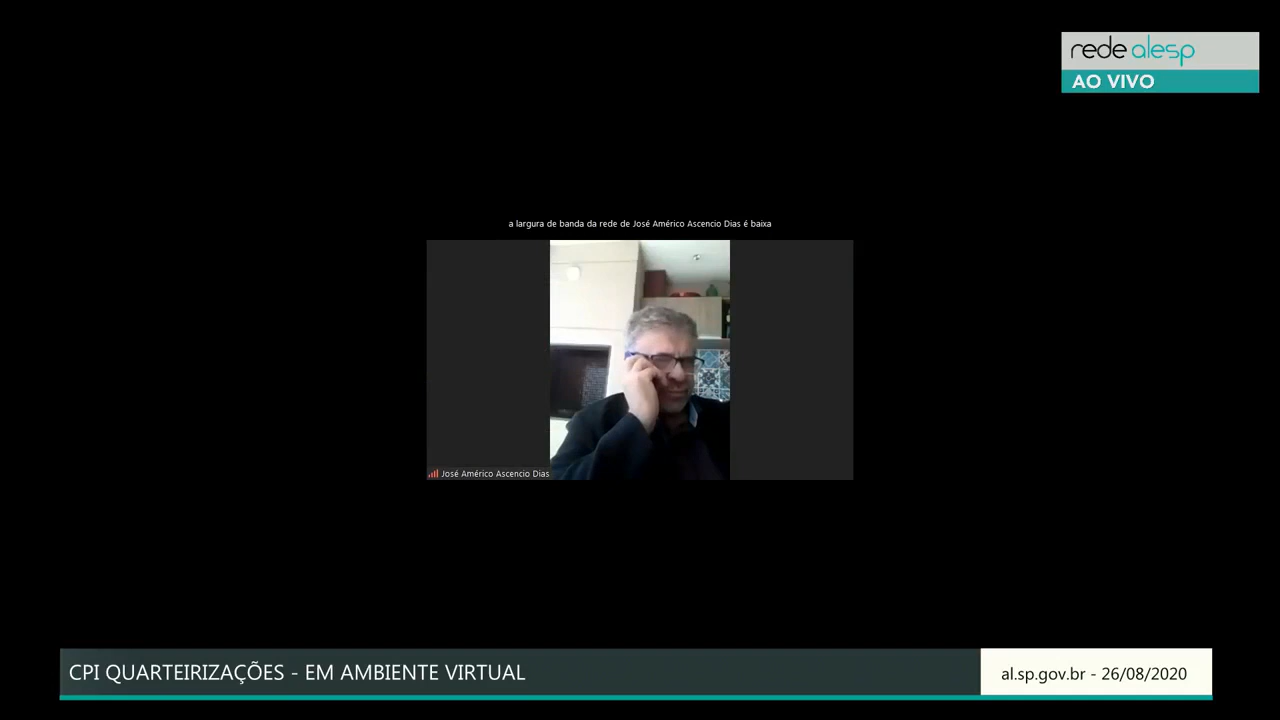 rede alesp
AO VIVO
a largura de banda da rede de José Américo Ascencio Dias é baixa
José Américo Ascencio Dias
CPI QUARTEIRIZAÇÕES - EM AMBIENTE VIRTUAL
al.sp.gov.br - 26/08/2020